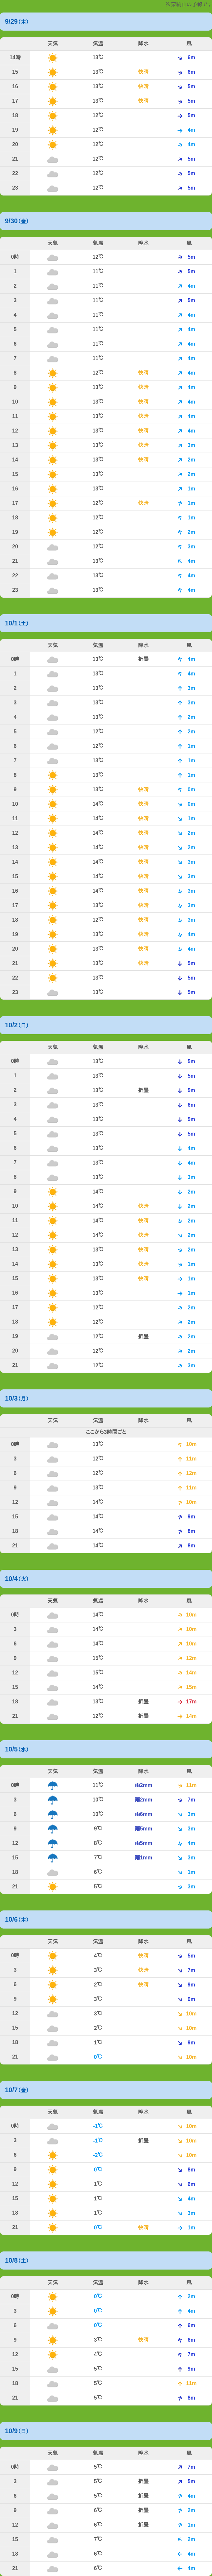 9/29(木)
天気 気温 降水 風
14時 13℃ 6m
15 13℃ 快晴 6m
16 13℃ 快晴 5m
17 13℃ 快晴 5m
18 12℃ 5m
19 12℃ 4m
20 12℃ 4m
21 12℃ 5m
22 12℃ 5m
23 12℃ 5m
9/30(金)
天気 気温 降水 風
0時 12℃ 5m
1 11℃ 5m
2 11℃ 4m
3 11℃ 5m
4 11℃ 4m
5 11℃ 4m
6 11℃ 4m
7 11℃ 4m
8 12℃ 快晴 4m
9 13℃ 快晴 4m
10 13℃ 快晴 4m
11 13℃ 快晴 4m
12 13℃ 快晴 4m
13 13℃ 快晴 3m
14 13℃ 快晴 2m
15 13℃ 2m
16 13℃ 1m
17 12℃ 快晴 1m
18 12℃ 1m
19 12℃ 2m
20 12℃ 3m
21 13℃ 4m
22 13℃ 4m
23 13℃ 4m
10/1(土)
天気 気温 降水 風
0時 13℃ 折曇 4m
1 13℃ 4m
2 13℃ 3m
3 13℃ 3m
4 13℃ 2m
5 12℃ 2m
6 12℃ 1m
7 13℃ 1m
8 13℃ 1m
9 13℃ 快晴 0m
10 14℃ 快晴 0m
11 14℃ 快晴 1m
12 14℃ 快晴 2m
13 14℃ 快晴 2m
14 14℃ 快晴 3m
15 14℃ 快晴 3m
16 14℃ 快晴 3m
17 13℃ 快晴 3m
18 12℃ 快晴 3m
19 13℃ 快晴 4m
20 13℃ 快晴 4m
21 13℃ 快晴 5m
22 13℃ 5m
23 13℃ 5m
10/2(日)
天気 気温 降水 風
0時 13℃ 5m
1 13℃ 5m
2 13℃ 折曇 5m
3 13℃ 6m
4 13℃ 5m
5 13℃ 5m
6 13℃ 4m
7 13℃ 4m
8 13℃ 3m
9 14℃ 2m
10 14℃ 快晴 2m
11 14℃ 快晴 2m
12 14℃ 快晴 2m
13 13℃ 快晴 2m
14 13℃ 快晴 1m
15 13℃ 快晴 1m
16 13℃ 1m
17 12℃ 2m
18 12℃ 2m
19 12℃ 折曇 2m
20 12℃ 2m
21 12℃ 3m
10/3(月)
天気 気温 降水 風
ここから3時間ごと
0時 13℃ 10m
3 12℃ 11m
6 12℃ 12m
9 13℃ 11m
12 14℃ 10m
15 14℃ 9m
18 14℃ 8m
21 14℃ 8m
10/4(火)
天気 気温 降水 風
0時 14℃ 10m
3 14℃ 10m
6 14℃ 10m
9 15℃ 12m
12 15℃ 14m
15 14℃ 15m
18 13℃ 折曇 17m
21 12℃ 折曇 14m
10/5(水)
天気 気温 降水 風
0時 11℃ 雨2mm 11m
3 10℃ 雨2mm 7m
6 10℃ 雨6mm 3m
9 9℃ 雨5mm 3m
12 8℃ 雨5mm 4m
15 7℃ 雨1mm 3m
18 6℃ 1m
21 5℃ 3m
10/6(木)
天気 気温 降水 風
0時 4℃ 快晴 5m
3 3℃ 快晴 7m
6 2℃ 快晴 9m
9 3℃ 9m
12 3℃ 10m
15 2℃ 10m
18 1℃ 9m
21 0℃ 10m
10/7(金)
天気 気温 降水 風
0時 -1℃ 10m
3 -1℃ 折曇 10m
6 -2℃ 10m
9 0℃ 8m
12 1℃ 6m
15 1℃ 4m
18 1℃ 3m
21 0℃ 快晴 1m
10/8(土)
天気 気温 降水 風
0時 0℃ 2m
3 0℃ 4m
6 0℃ 6m
9 3℃ 快晴 6m
12 4℃ 7m
15 5℃ 9m
18 5℃ 11m
21 5℃ 8m
10/9(日)
天気 気温 降水 風
0時 5℃ 7m
3 5℃ 折曇 5m
6 5℃ 折曇 4m
9 6℃ 折曇 2m
12 6℃ 折曇 1m
15 7℃ 2m
18 6℃ 4m
21 6℃ 4m